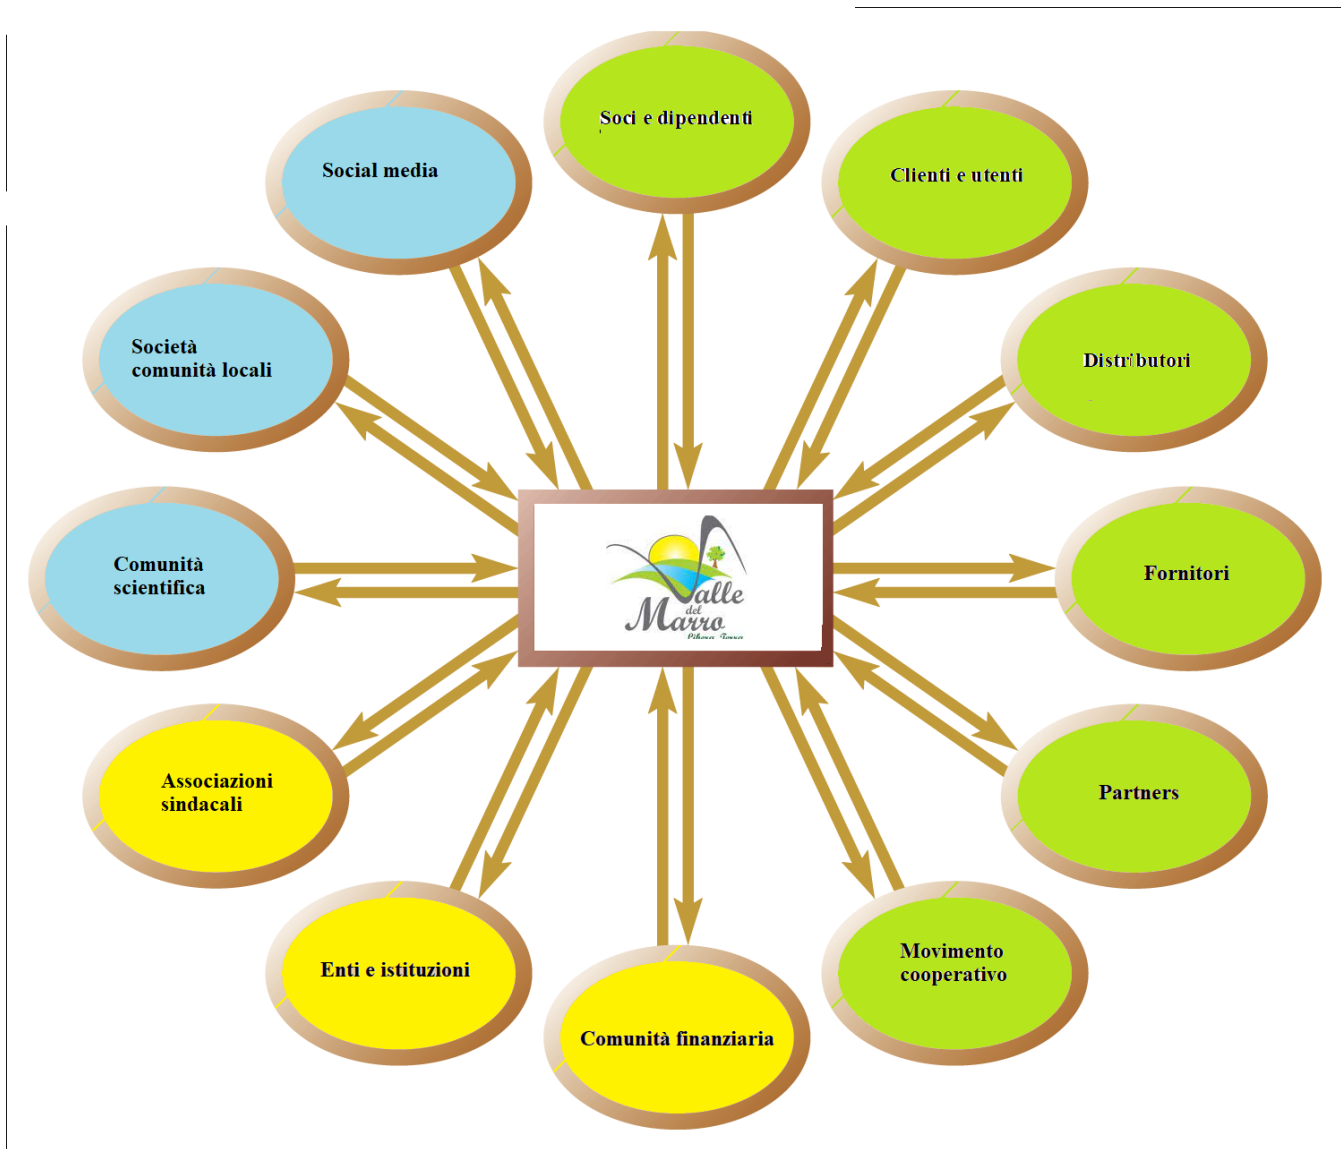 Soci e dipendenti
Social media
Clienti e utenti
Società
comunità locali
Distributori
Comunità
scientifica
Fornitori
Valle
del
Marro
Associazioni
sindacali
Partners
Enti e istituzioni
Movimento
cooperativo
Comunità finanziaria